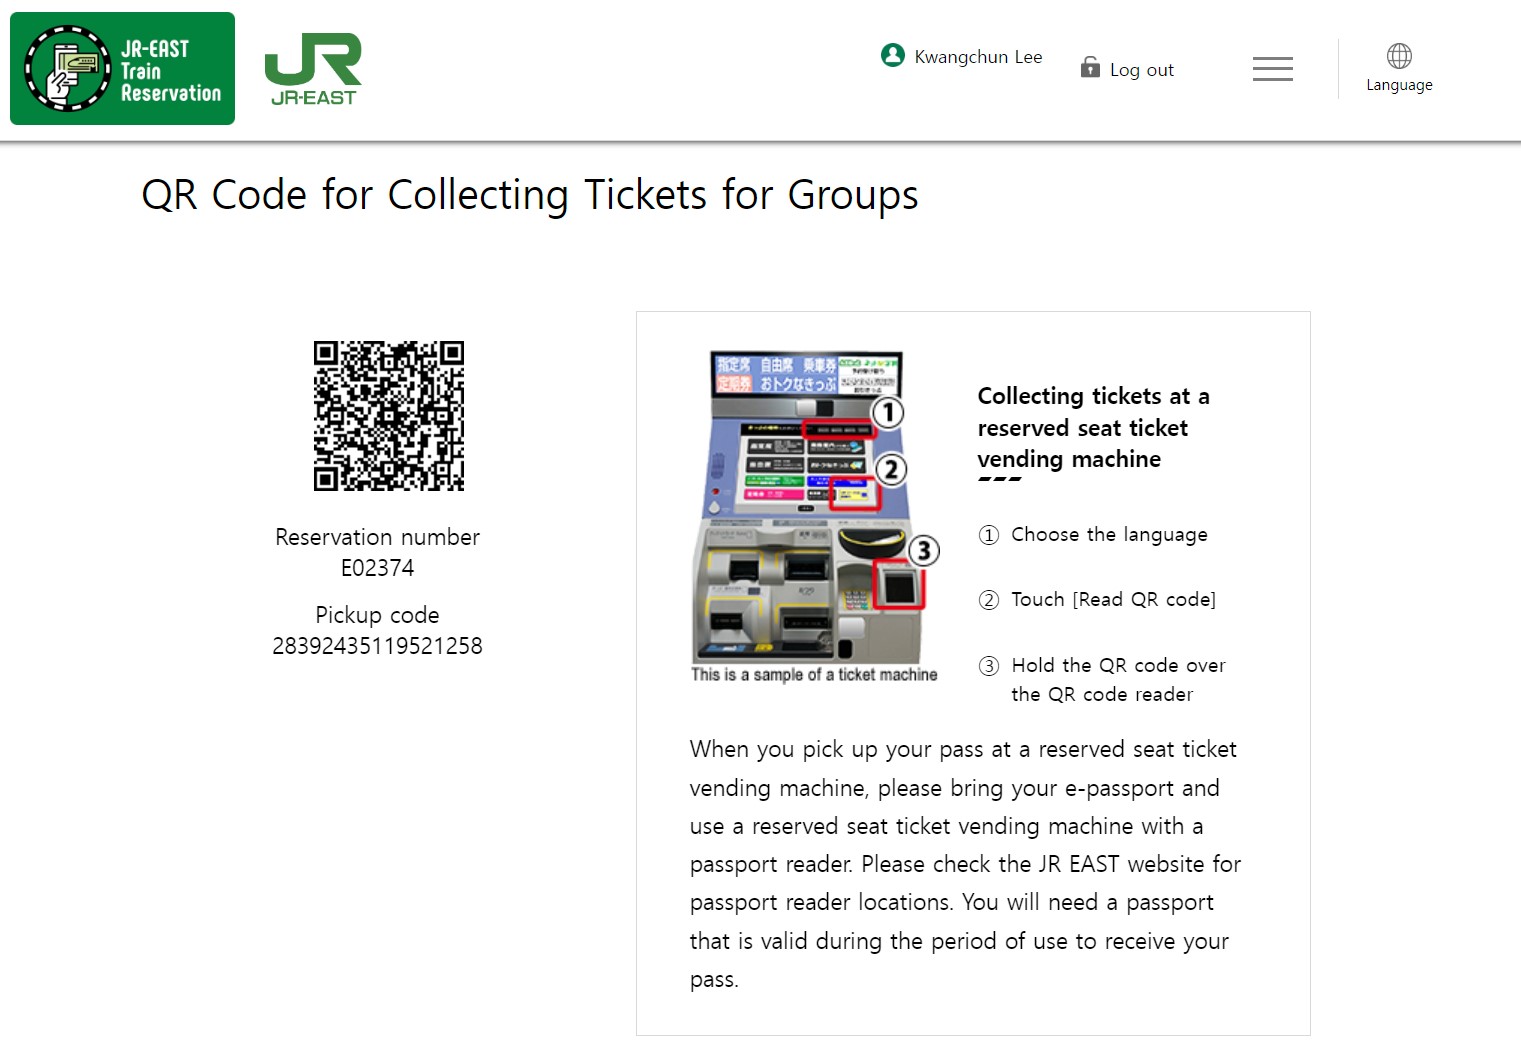 JR-EAST
Train
Reservation
JR-EAST
Kwangchun Lee
Log out
Language
QR Code for Collecting Tickets for Groups
Reservation number
E02374
Pickup code
28392435119521258
指定席 自由席 乗車券
定期券 おトクなきっぷ
①
②
③
This is a sample of a ticket machine
Collecting tickets at a
reserved seat ticket
vending machine
① Choose the language
② Touch [Read QR code]
③ Hold the QR code over
the QR code reader
When you pick up your pass at a reserved seat ticket
vending machine, please bring your e-passport and
use a reserved seat ticket vending machine with a
passport reader. Please check the JR EAST website for
passport reader locations. You will need a passport
that is valid during the period of use to receive your
pass.